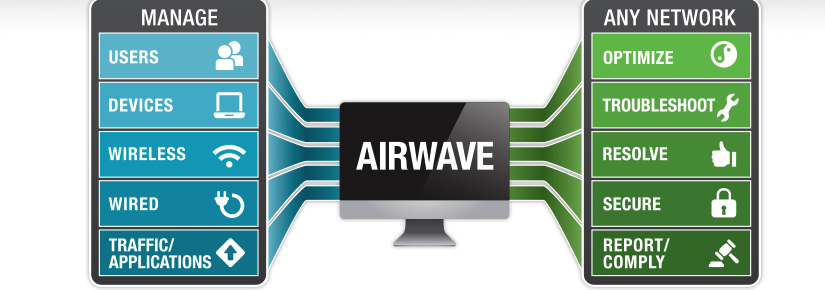 MANAGE
USERS
DEVICES
WIRELESS
WIRED
TRAFFIC/
APPLICATIONS
AIRWAVE
ANY NETWORK
OPTIMIZE
TROUBLESHOOT
RESOLVE
SECURE
REPORT/
COMPLY